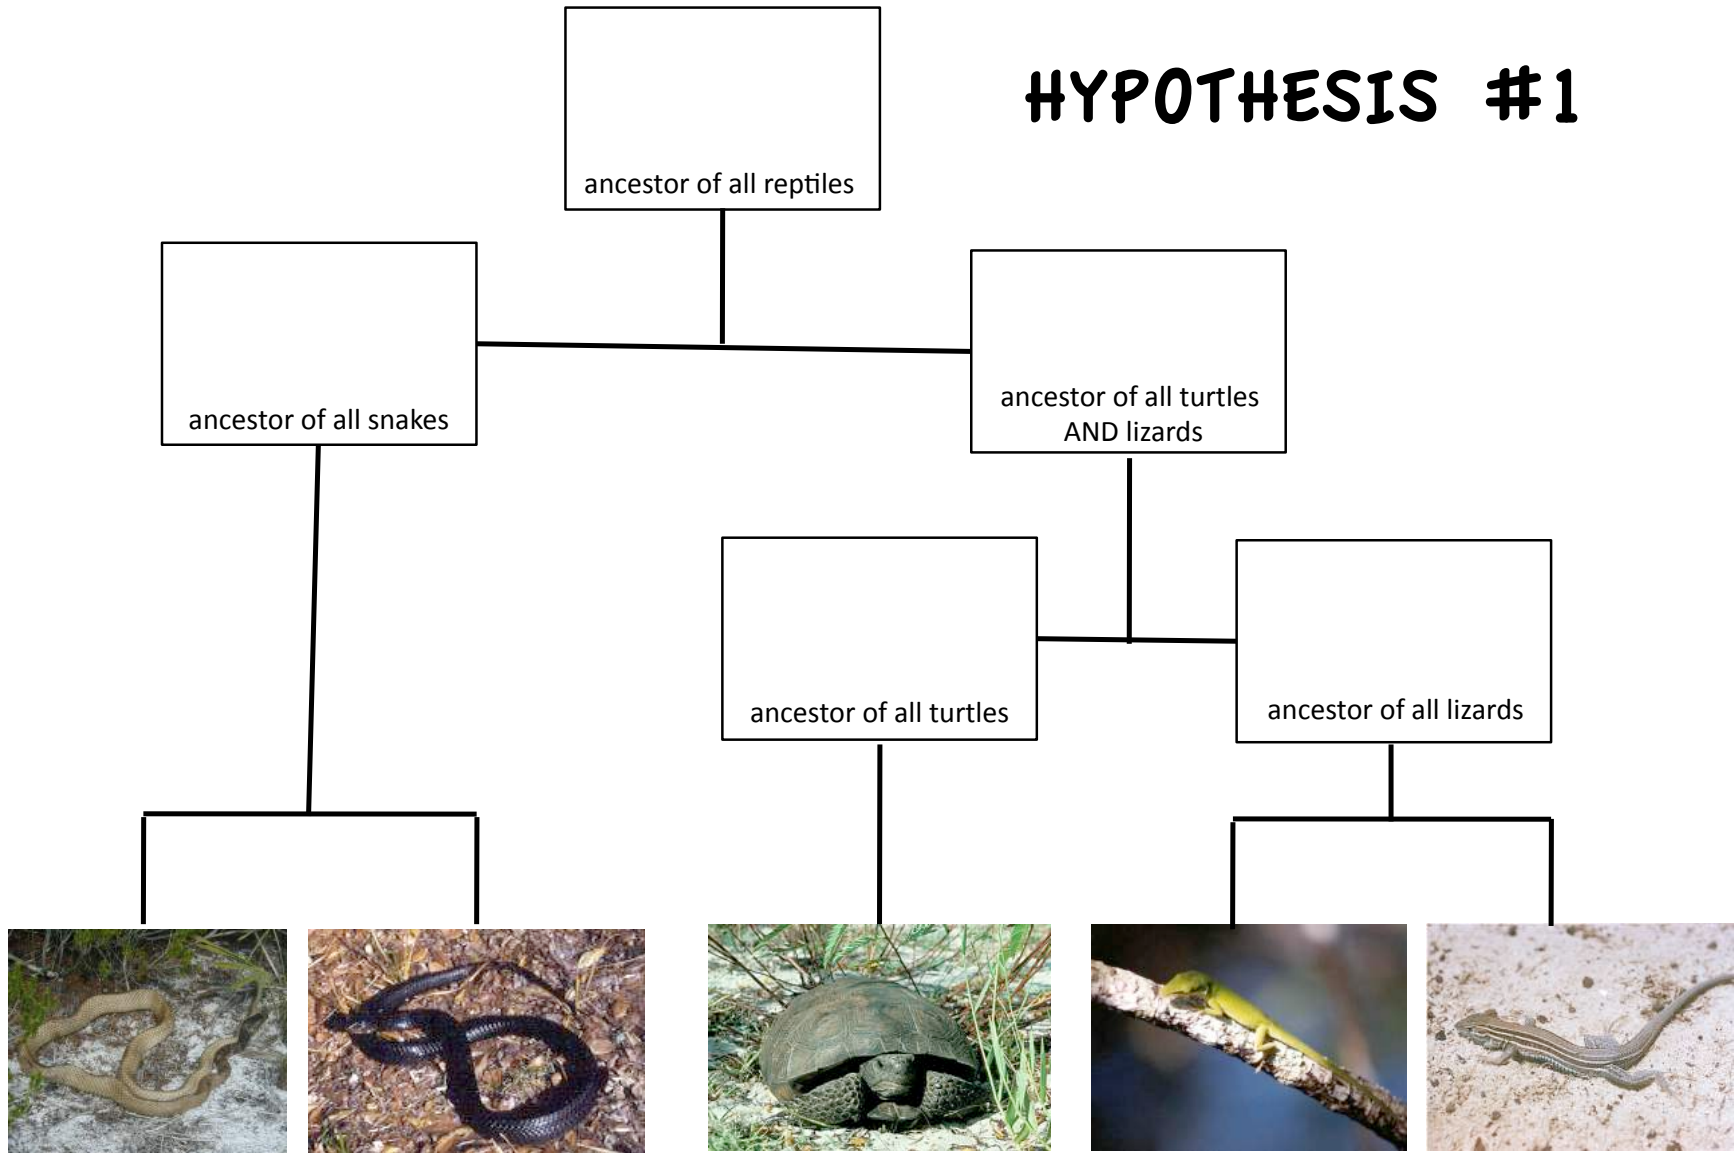 HYPOTHESIS #1
ancestor of all reptiles
ancestor of all snakes
ancestor of all turtles
AND lizards
ancestor of all turtles
ancestor of all lizards